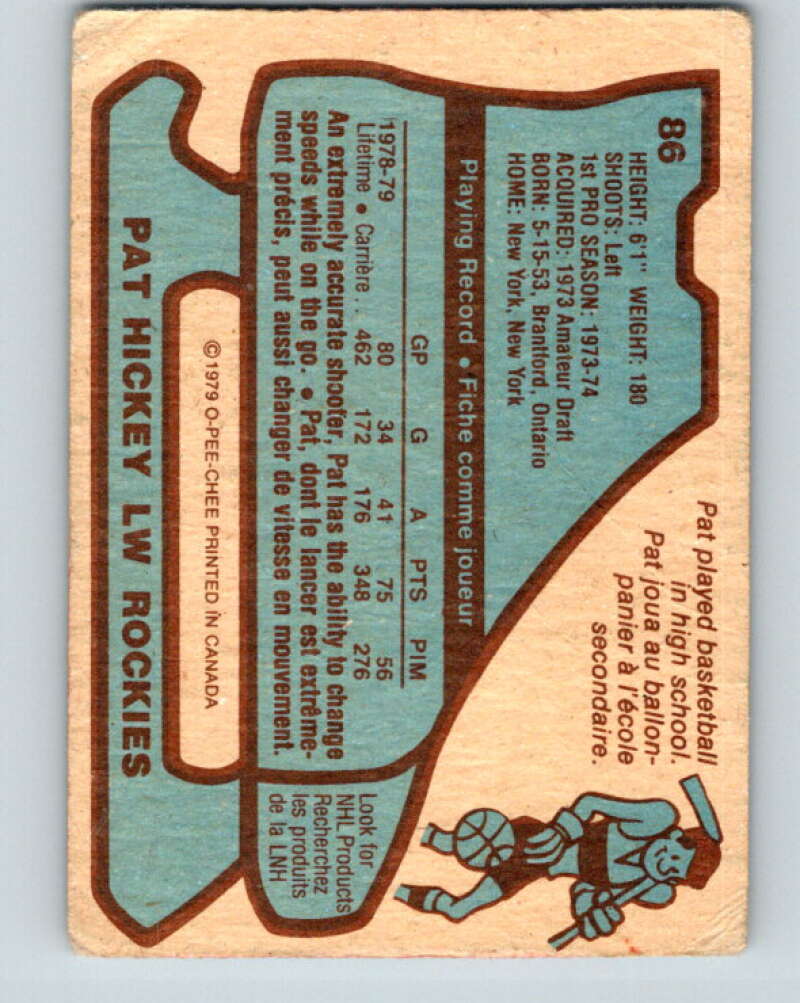 86
HEIGHT: 6'1" WEIGHT: 180
SHOOTS: Left
1st PRO SEASON: 1973-74
ACQUIRED: 1973 Amateur Draft
BORN: 5-15-53, Brantford, Ontario
HOME: New York, New York
Pat played basketball
in high school.
Pat joua au ballon-
panier à l'école
secondaire.
Playing Record • Fiche comme joueur
GP G A PTS PIM
1978-79 80 34 41 75 56
Lifetime • Carrière .. 462 172 176 348 276
An extremely accurate shooter, Pat has the ability to change
speeds while on the go. • Pat, dont le lancer est extrême-
ment précis, peut aussi changer de vitesse en mouvement.
Look for
NHL Products
Recherchez
les produits
de la LNH
©1979 O-PEE-CHEE PRINTED IN CANADA
PAT HICKEY LW ROCKIES